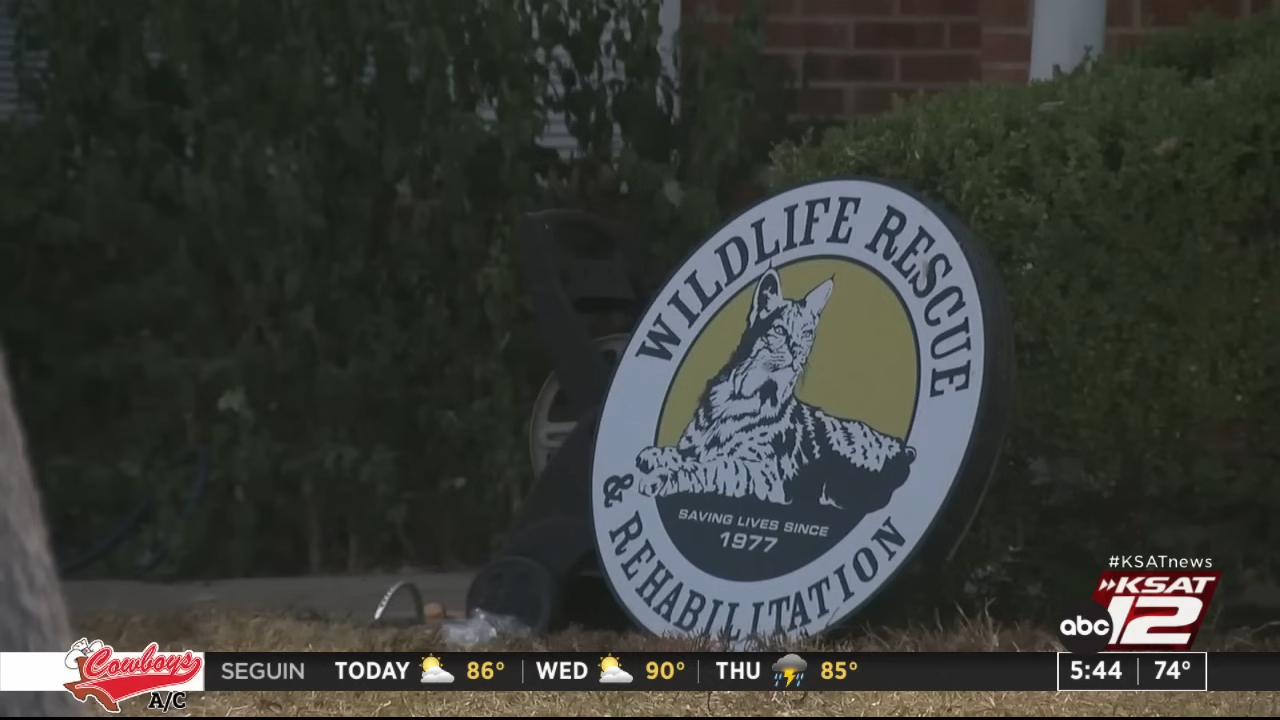 WILDLIFE RESCUE
& REHABILITATION
SAVING LIVES SINCE
1977
#KSATnews
KSAT
abc 12
Cowboys
A/C
SEGUIN TODAY 86° WED 90° THU 85° 5:44 74°